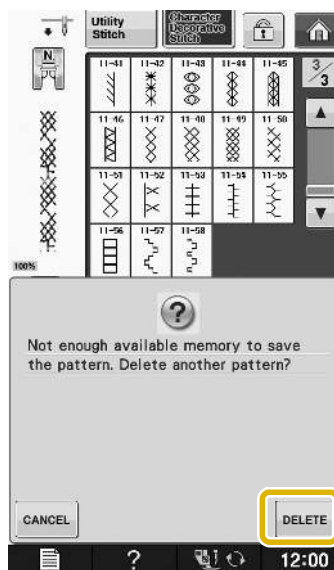 Utility
Stitch
Character
Decorative
Stitch
N
3/3
11-41 11-42 11-43 11-44 11-45
11-46 11-47 11-48 11-49 11-50
11-51 11-52 11-53 11-54 11-55
11-56 11-57 11-58
100%
?
Not enough available memory to save
the pattern. Delete another pattern?
CANCEL
DELETE
?
12:00